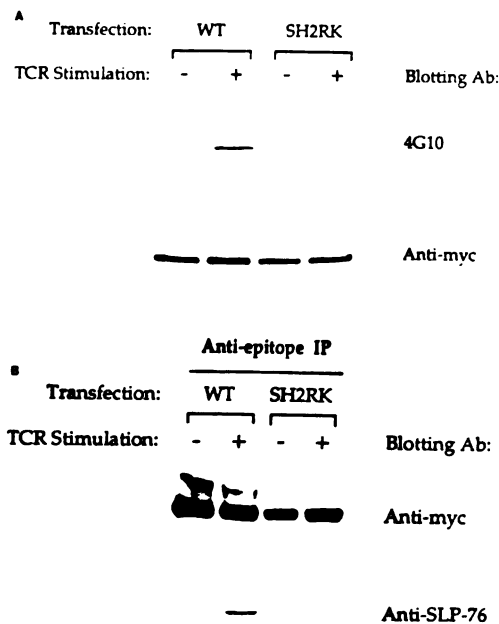 A
Transfection: WT SH2RK
TCR Stimulation: - + - + Blotting Ab:
4G10
Anti-myc
Anti-epitope IP
B
Transfection: WT SH2RK
TCR Stimulation: - + - + Blotting Ab:
Anti-myc
Anti-SLP-76